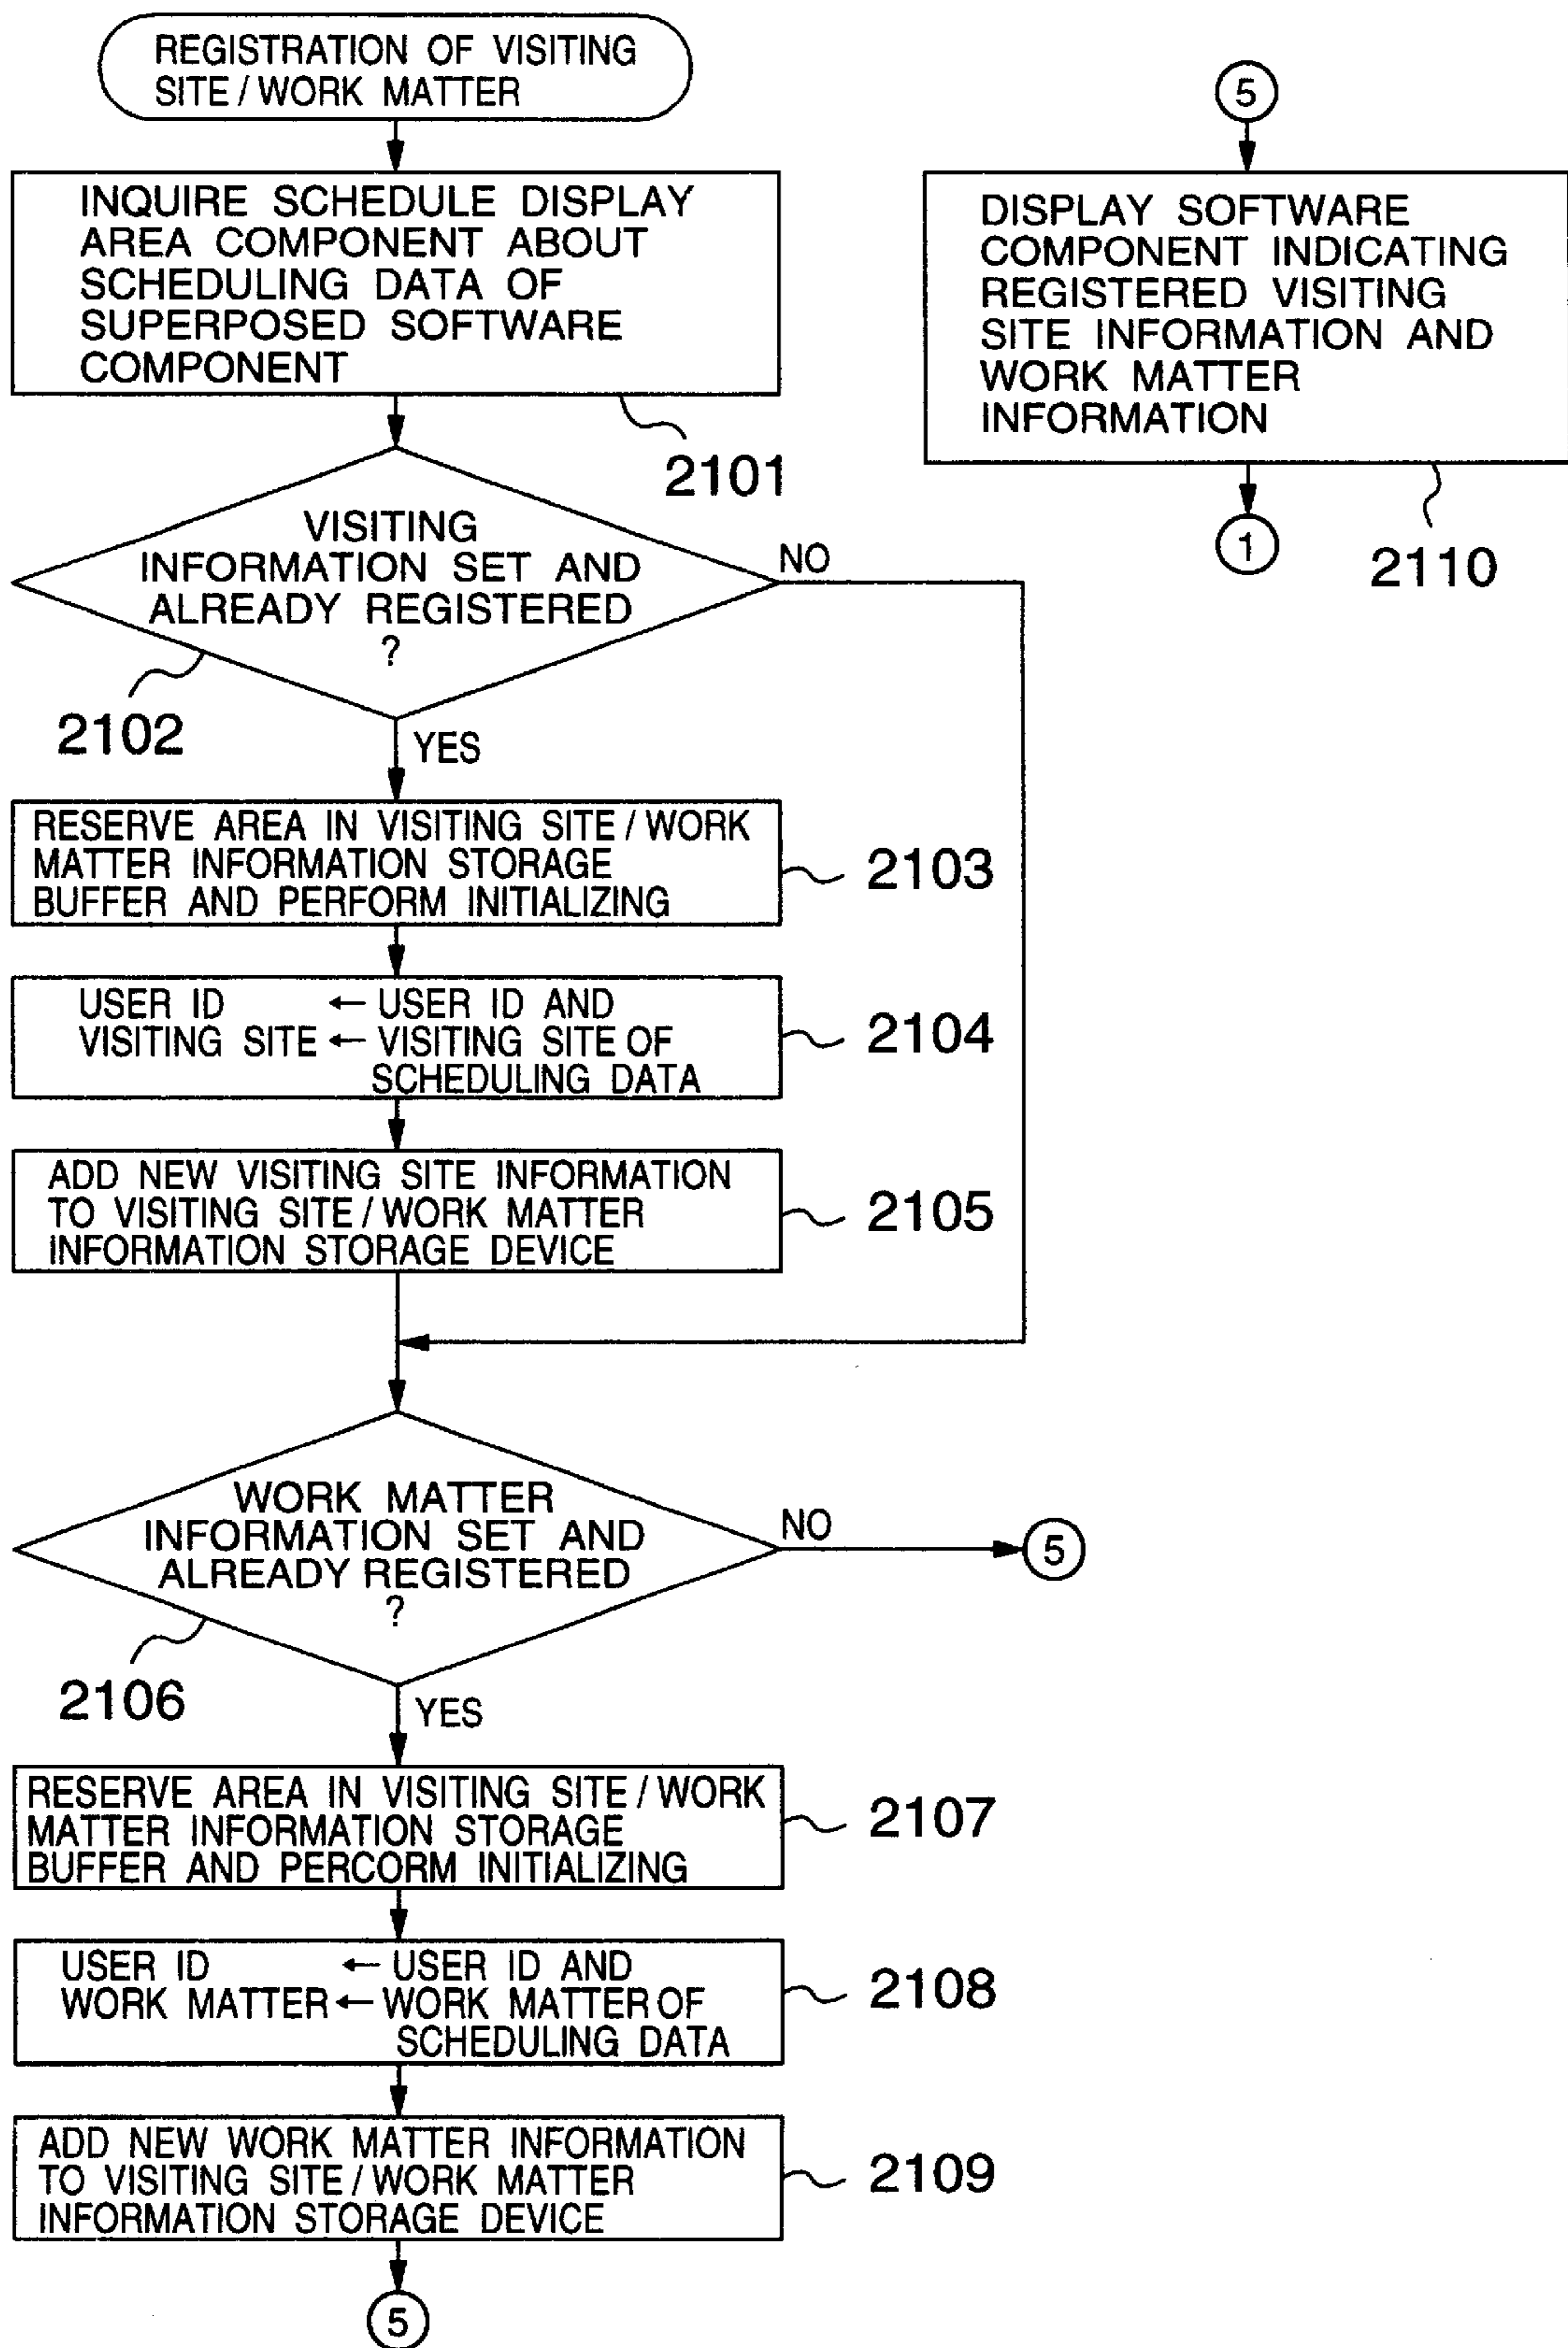 REGISTRATION OF VISITING
SITE / WORK MATTER
INQUIRE SCHEDULE DISPLAY
AREA COMPONENT ABOUT
SCHEDULING DATA OF
SUPERPOSED SOFTWARE
COMPONENT
2101
VISITING
INFORMATION SET AND
ALREADY REGISTERED
?
NO
2102
YES
RESERVE AREA IN VISITING SITE / WORK
MATTER INFORMATION STORAGE
BUFFER AND PERFORM INITIALIZING
2103
USER ID ← USER ID AND
VISITING SITE ← VISITING SITE OF
SCHEDULING DATA
2104
ADD NEW VISITING SITE INFORMATION
TO VISITING SITE / WORK MATTER
INFORMATION STORAGE DEVICE
2105
WORK MATTER
INFORMATION SET AND
ALREADY REGISTERED
?
NO
5
2106
YES
RESERVE AREA IN VISITING SITE / WORK
MATTER INFORMATION STORAGE
BUFFER AND PERCORM INITIALIZING
2107
USER ID ← USER ID AND
WORK MATTER ← WORK MATTER OF
SCHEDULING DATA
2108
ADD NEW WORK MATTER INFORMATION
TO VISITING SITE / WORK MATTER
INFORMATION STORAGE DEVICE
2109
5
5
DISPLAY SOFTWARE
COMPONENT INDICATING
REGISTERED VISITING
SITE INFORMATION AND
WORK MATTER
INFORMATION
1
2110